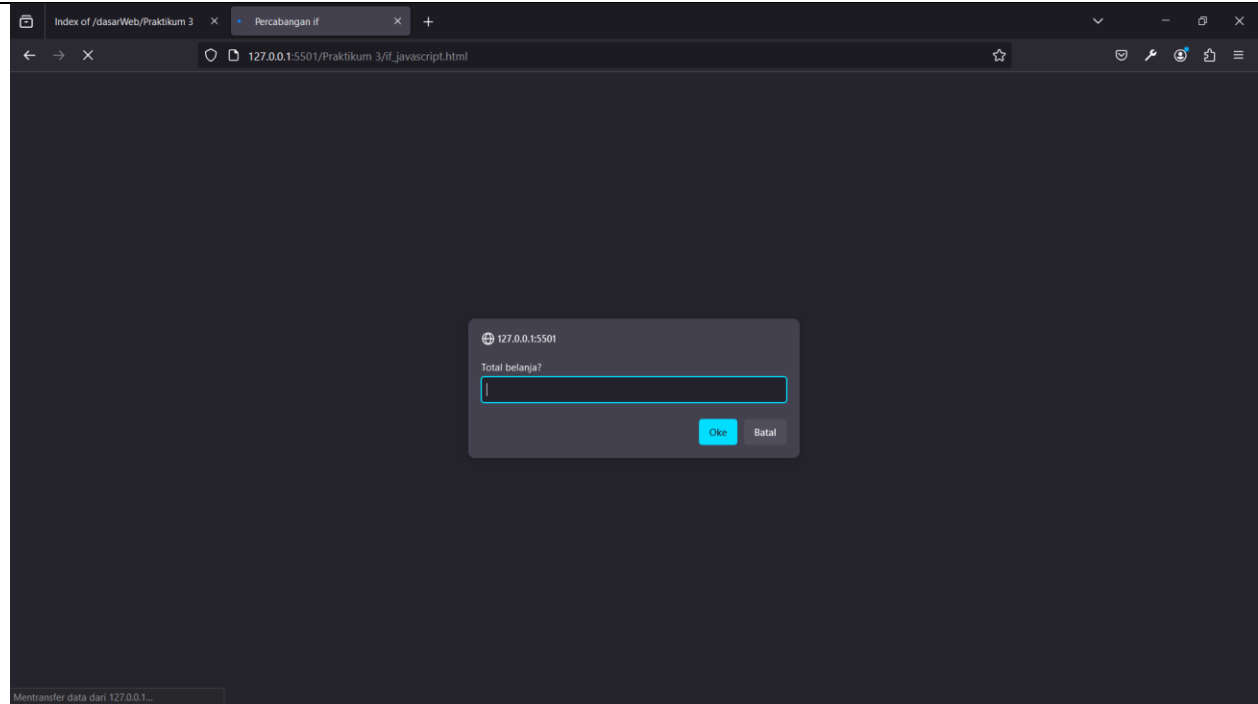 Index of /dasarWeb/Praktikum 3
Percabangan if
127.0.0.1:5501/Praktikum 3/if_javascript.html
127.0.0.1:5501
Total belanja?
Oke Batal
Mentransfer data dari 127.0.0.1...